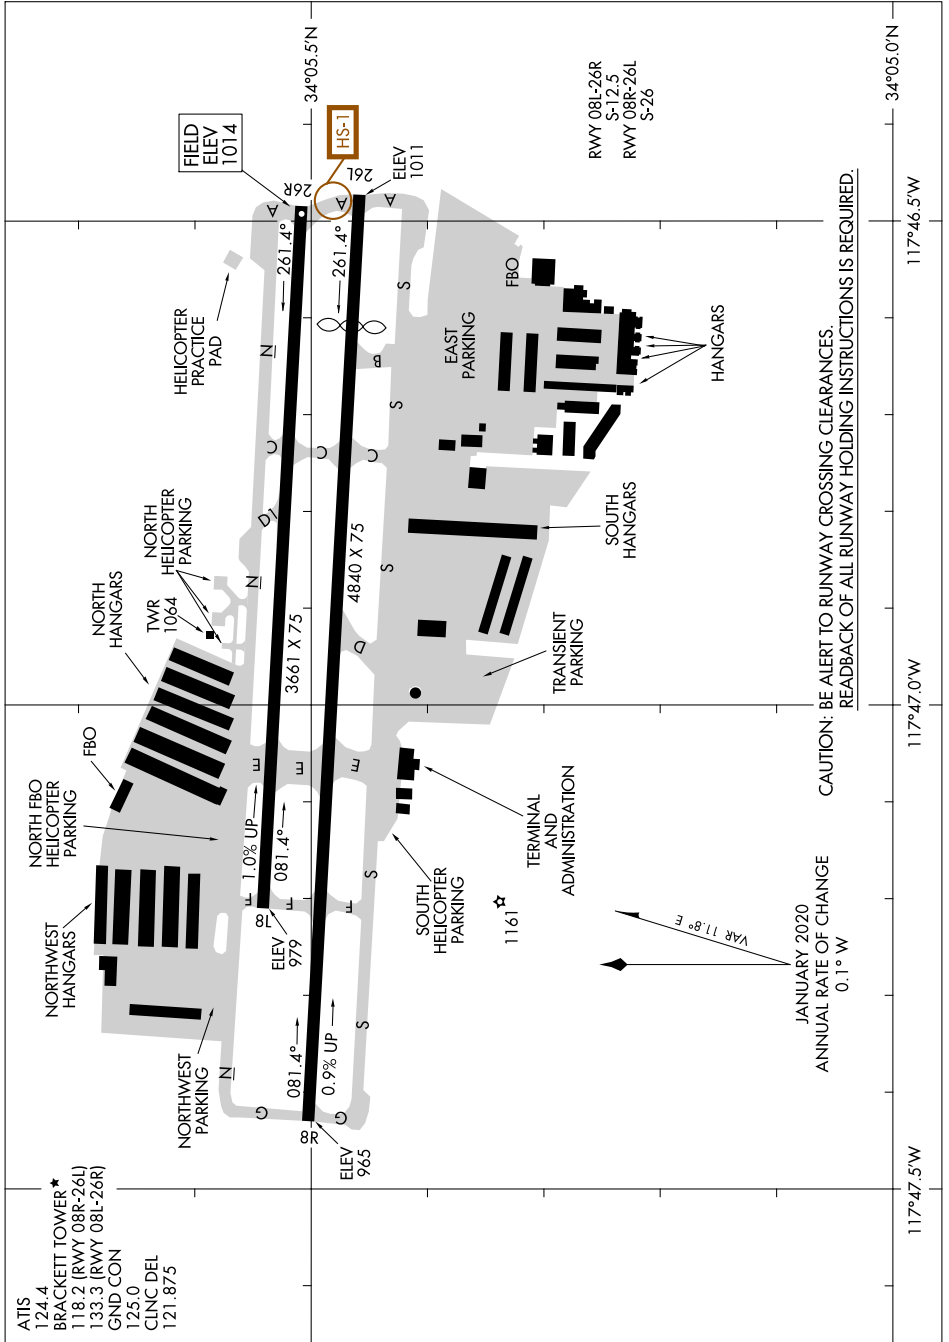 ATIS
124.4
BRACKETT TOWER★
118.2 (RWY 08R-26L)
133.3 (RWY 08L-26R)
GND CON
125.0
CLNC DEL
121.875
NORTHWEST
HANGARS
NORTHWEST
PARKING
NORTH FBO
HELICOPTER
PARKING
FBO
NORTH
HANGARS
TWR
1064
NORTH
HELICOPTER
PARKING
HELICOPTER
PRACTICE
PAD
FIELD
ELEV
1014
HS-1
34°05.5'N
N
N
N
G
G
F
F
F
E
E
E
D1
D
C
C
C
B
A
A
A
S
S
S
S
S
8L
ELEV
979
1.0% UP
081.4°
3661 X 75
261.4°
26R
8R
ELEV
965
081.4°
0.9% UP
4840 X 75
261.4°
26L
ELEV
1011
SOUTH
HELICOPTER
PARKING
1161
TERMINAL
AND
ADMINISTRATION
TRANSIENT
PARKING
SOUTH
HANGARS
EAST
PARKING
FBO
HANGARS
RWY 08L-26R
S-12.5
RWY 08R-26L
S-26
VAR 11.8° E
JANUARY 2020
ANNUAL RATE OF CHANGE
0.1° W
CAUTION: BE ALERT TO RUNWAY CROSSING CLEARANCES.
READBACK OF ALL RUNWAY HOLDING INSTRUCTIONS IS REQUIRED.
34°05.0'N
117°47.5'W
117°47.0'W
117°46.5'W